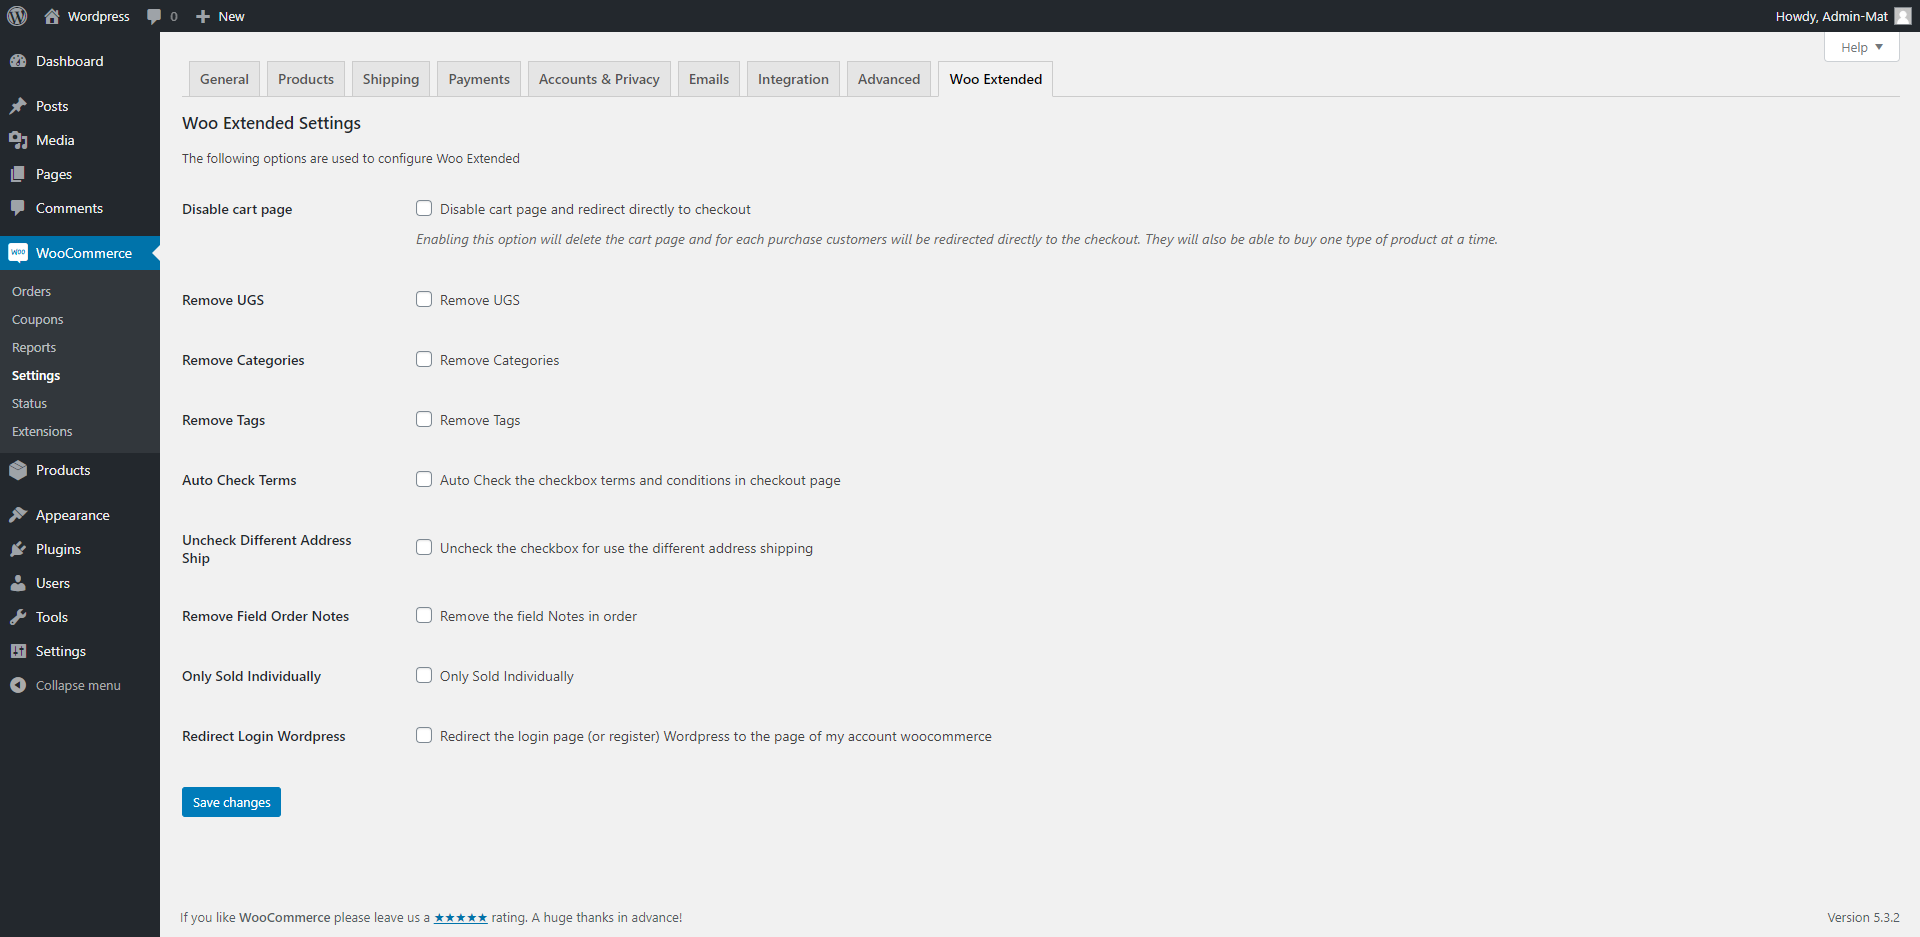 Wordpress 0 New Howdy, Admin-Mat
Help
Dashboard
Posts
Media
Pages
Comments
woo WooCommerce
Orders
Coupons
Reports
Settings
Status
Extensions
Products
Appearance
Plugins
Users
Tools
Settings
Collapse menu
General Products Shipping Payments Accounts & Privacy Emails Integration Advanced Woo Extended
Woo Extended Settings
The following options are used to configure Woo Extended
Disable cart page Disable cart page and redirect directly to checkout
Enabling this option will delete the cart page and for each purchase customers will be redirected directly to the checkout. They will also be able to buy one type of product at a time.
Remove UGS Remove UGS
Remove Categories Remove Categories
Remove Tags Remove Tags
Auto Check Terms Auto Check the checkbox terms and conditions in checkout page
Uncheck Different Address
Ship
Uncheck the checkbox for use the different address shipping
Remove Field Order Notes Remove the field Notes in order
Only Sold Individually Only Sold Individually
Redirect Login Wordpress Redirect the login page (or register) Wordpress to the page of my account woocommerce
Save changes
If you like WooCommerce please leave us a ★★★★★ rating. A huge thanks in advance! Version 5.3.2